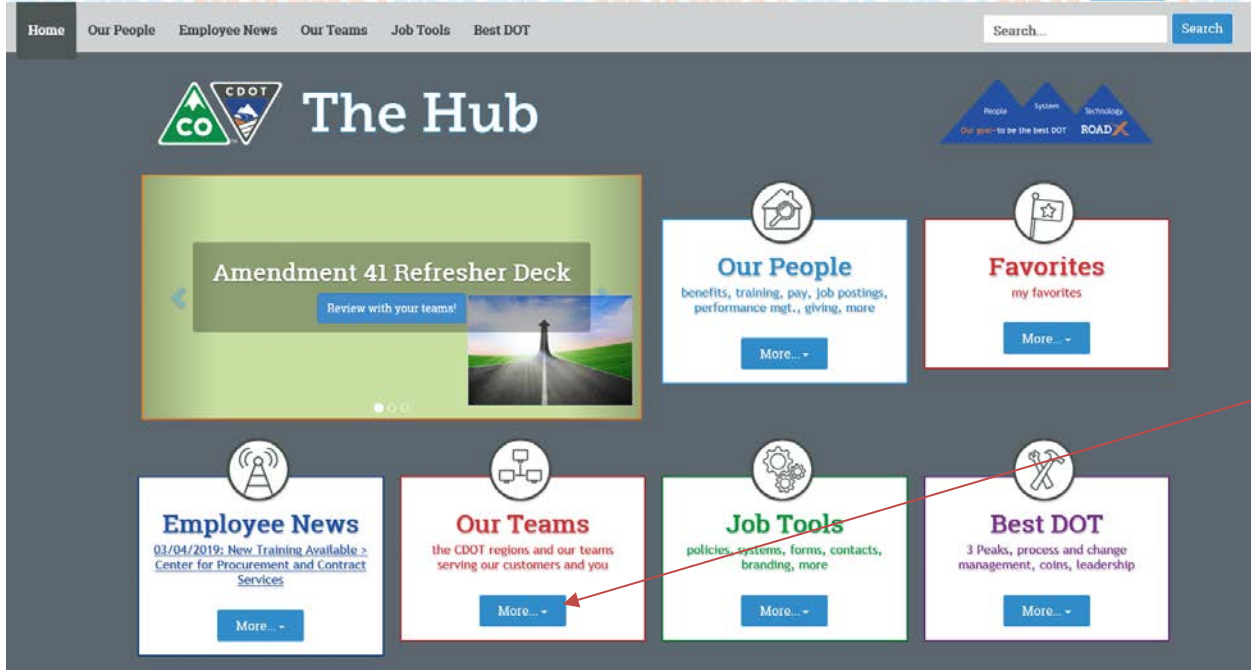 Home Our People Employee News Our Teams Job Tools Best DOT Search... Search
CDOT
CO
The Hub
People System Technology
Our goal-to be the best DOT ROADX
Amendment 41 Refresher Deck
Review with your teams!
Our People
benefits, training, pay, job postings,
performance mgt., giving, more
More...
Favorites
my favorites
More...
Employee News
03/04/2019: New Training Available >
Center for Procurement and Contract
Services
More...
Our Teams
the CDOT regions and our teams
serving our customers and you
More...
Job Tools
policies, systems, forms, contacts,
branding, more
More...
Best DOT
3 Peaks, process and change
management, coins, leadership
More...